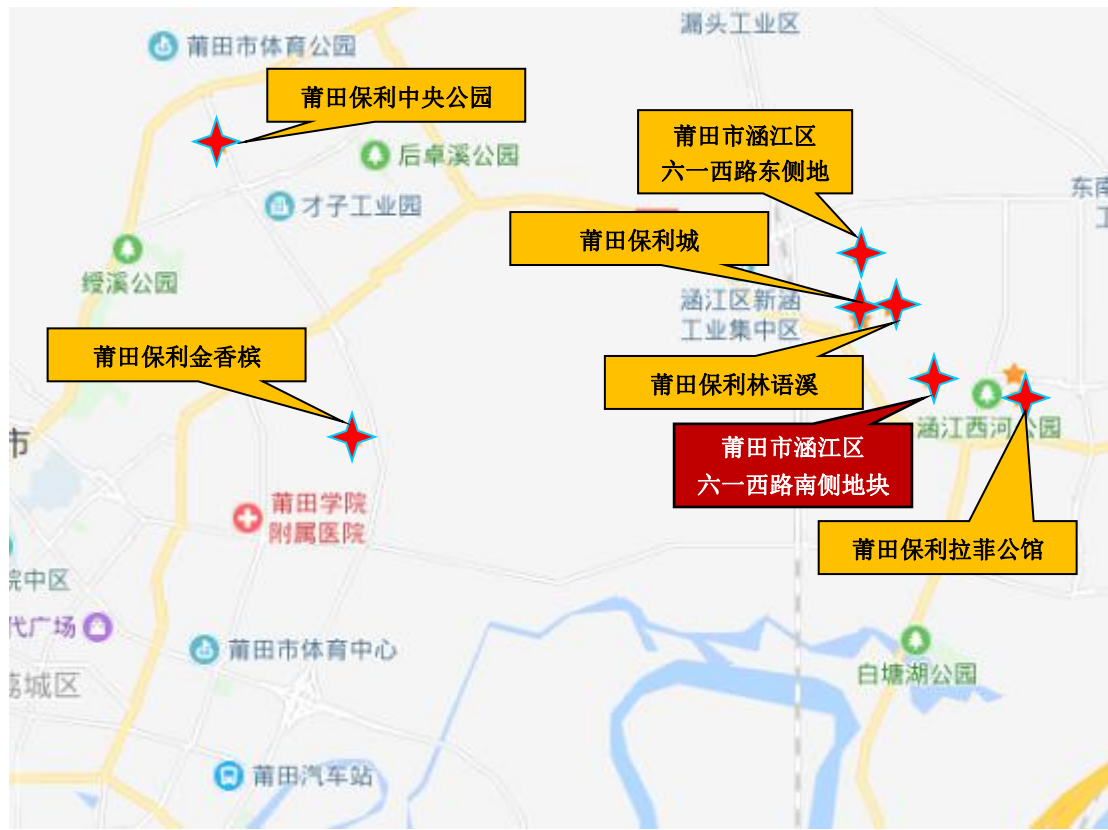 漏头工业区
莆田市体育公园
莆田保利中央公园
莆田市涵江区
六一西路东侧地
后卓溪公园
才子工业园
东南
工
莆田保利城
绶溪公园
涵江区新涵
工业集中区
莆田保利金香槟
莆田保利林语溪
涵江西河公园
市
莆田市涵江区
六一西路南侧地块
莆田学院
附属医院
莆田保利拉菲公馆
院中区
代广场
莆田市体育中心
白塘湖公园
荔城区
莆田汽车站